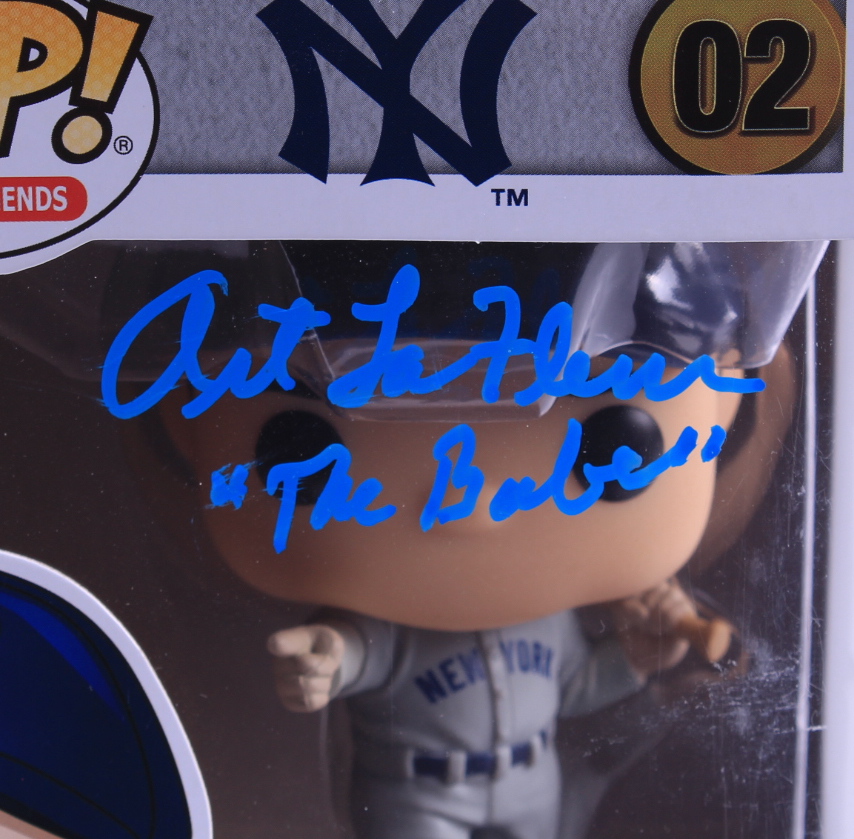 P!®
NY
02
ENDS
TM
Art LaFleur
"The Babe"
NEW YORK